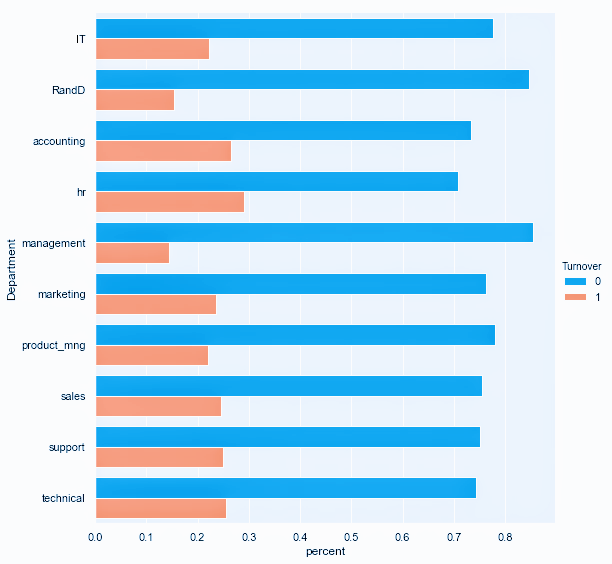 IT
RandD
accounting
hr
management
marketing
product_mng
sales
support
technical
Department
0.0 0.1 0.2 0.3 0.4 0.5 0.6 0.7 0.8
percent
Turnover
0
1